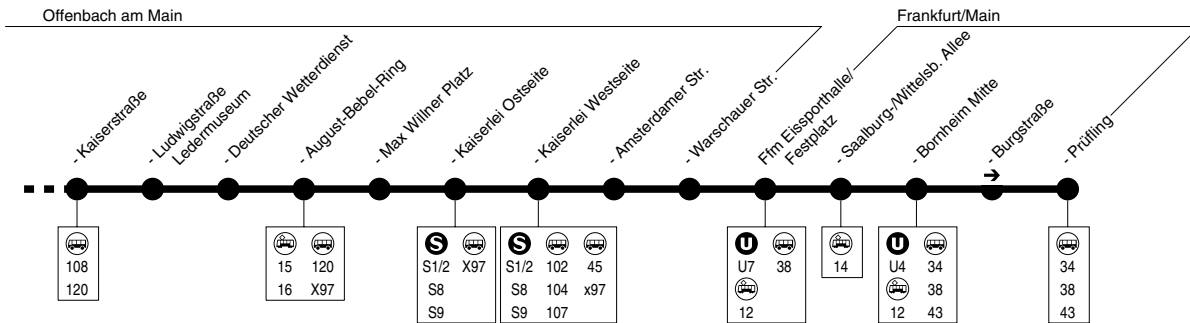 Offenbach am Main
Frankfurt/Main
- Kaiserstraße
- Ludwigstraße
Ledermuseum
- Deutscher Wetterdienst
- August-Bebel-Ring
- Max Willner Platz
- Kaiserlei Ostseite
- Kaiserlei Westseite
- Amsterdamer Str.
- Warschauer Str.
Ffm Eissporthalle/
Festplatz
- Saalburg-/Wittelsb. Allee
- Bornheim Mitte
- Burgstraße
- Prüfling
108
120
15 120
16 X97
S
S1/2 X97
S8
S9
S
S1/2 102 45
S8 104 x97
S9 107
U
U7 38
12
14
U
U4 34
38
12 43
34
38
43